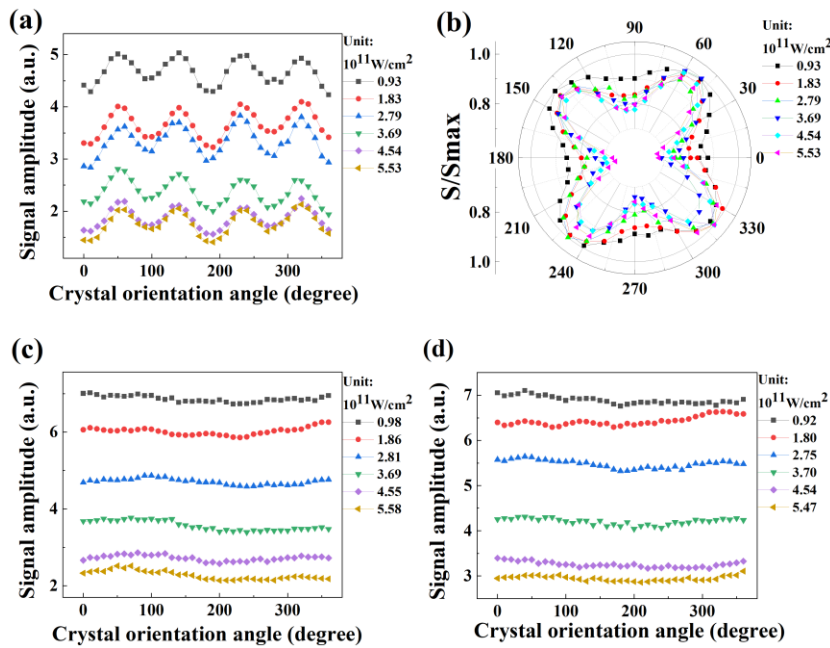 (a)
Signal amplitude (a.u.)
5
4
3
2
0 100 200 300
Crystal orientation angle (degree)
Unit:
10¹¹W/cm²
0.93
1.83
2.79
3.69
4.54
5.53
(b)
S/Smax
1.0
0.8
0.8
1.0
90
60
30
0
330
300
270
240
210
180
150
120
Unit:
10¹¹W/cm²
0.93
1.83
2.79
3.69
4.54
5.53
(c)
Signal amplitude (a.u.)
6
4
2
0 100 200 300
Crystal orientation angle (degree)
Unit:
10¹¹W/cm²
0.98
1.86
2.81
3.69
4.55
5.58
(d)
Signal amplitude (a.u.)
7
6
5
4
3
0 100 200 300
Crystal orientation angle (degree)
Unit:
10¹¹W/cm²
0.92
1.80
2.75
3.70
4.54
5.47